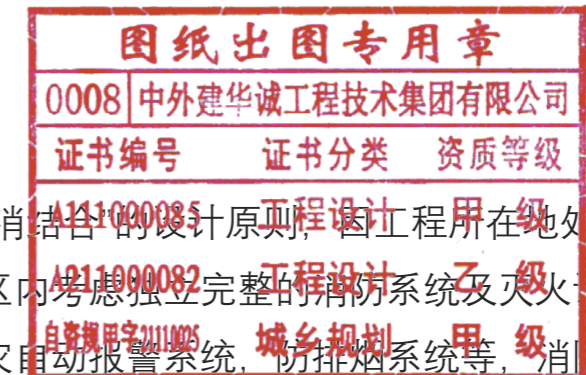 图纸出图专用章
0008 中外建华诚工程技术集团有限公司
证书编号 证书分类 资质等级
A111000085 工程设计 甲级
消结合”的设计原则，因工程所在地处
A211000082 工程设计 乙级
区内考虑独立完整的消防系统及灭火
自资规甲字21110025 城乡规划 甲级
灾自动报警系统，防排烟系统等，消